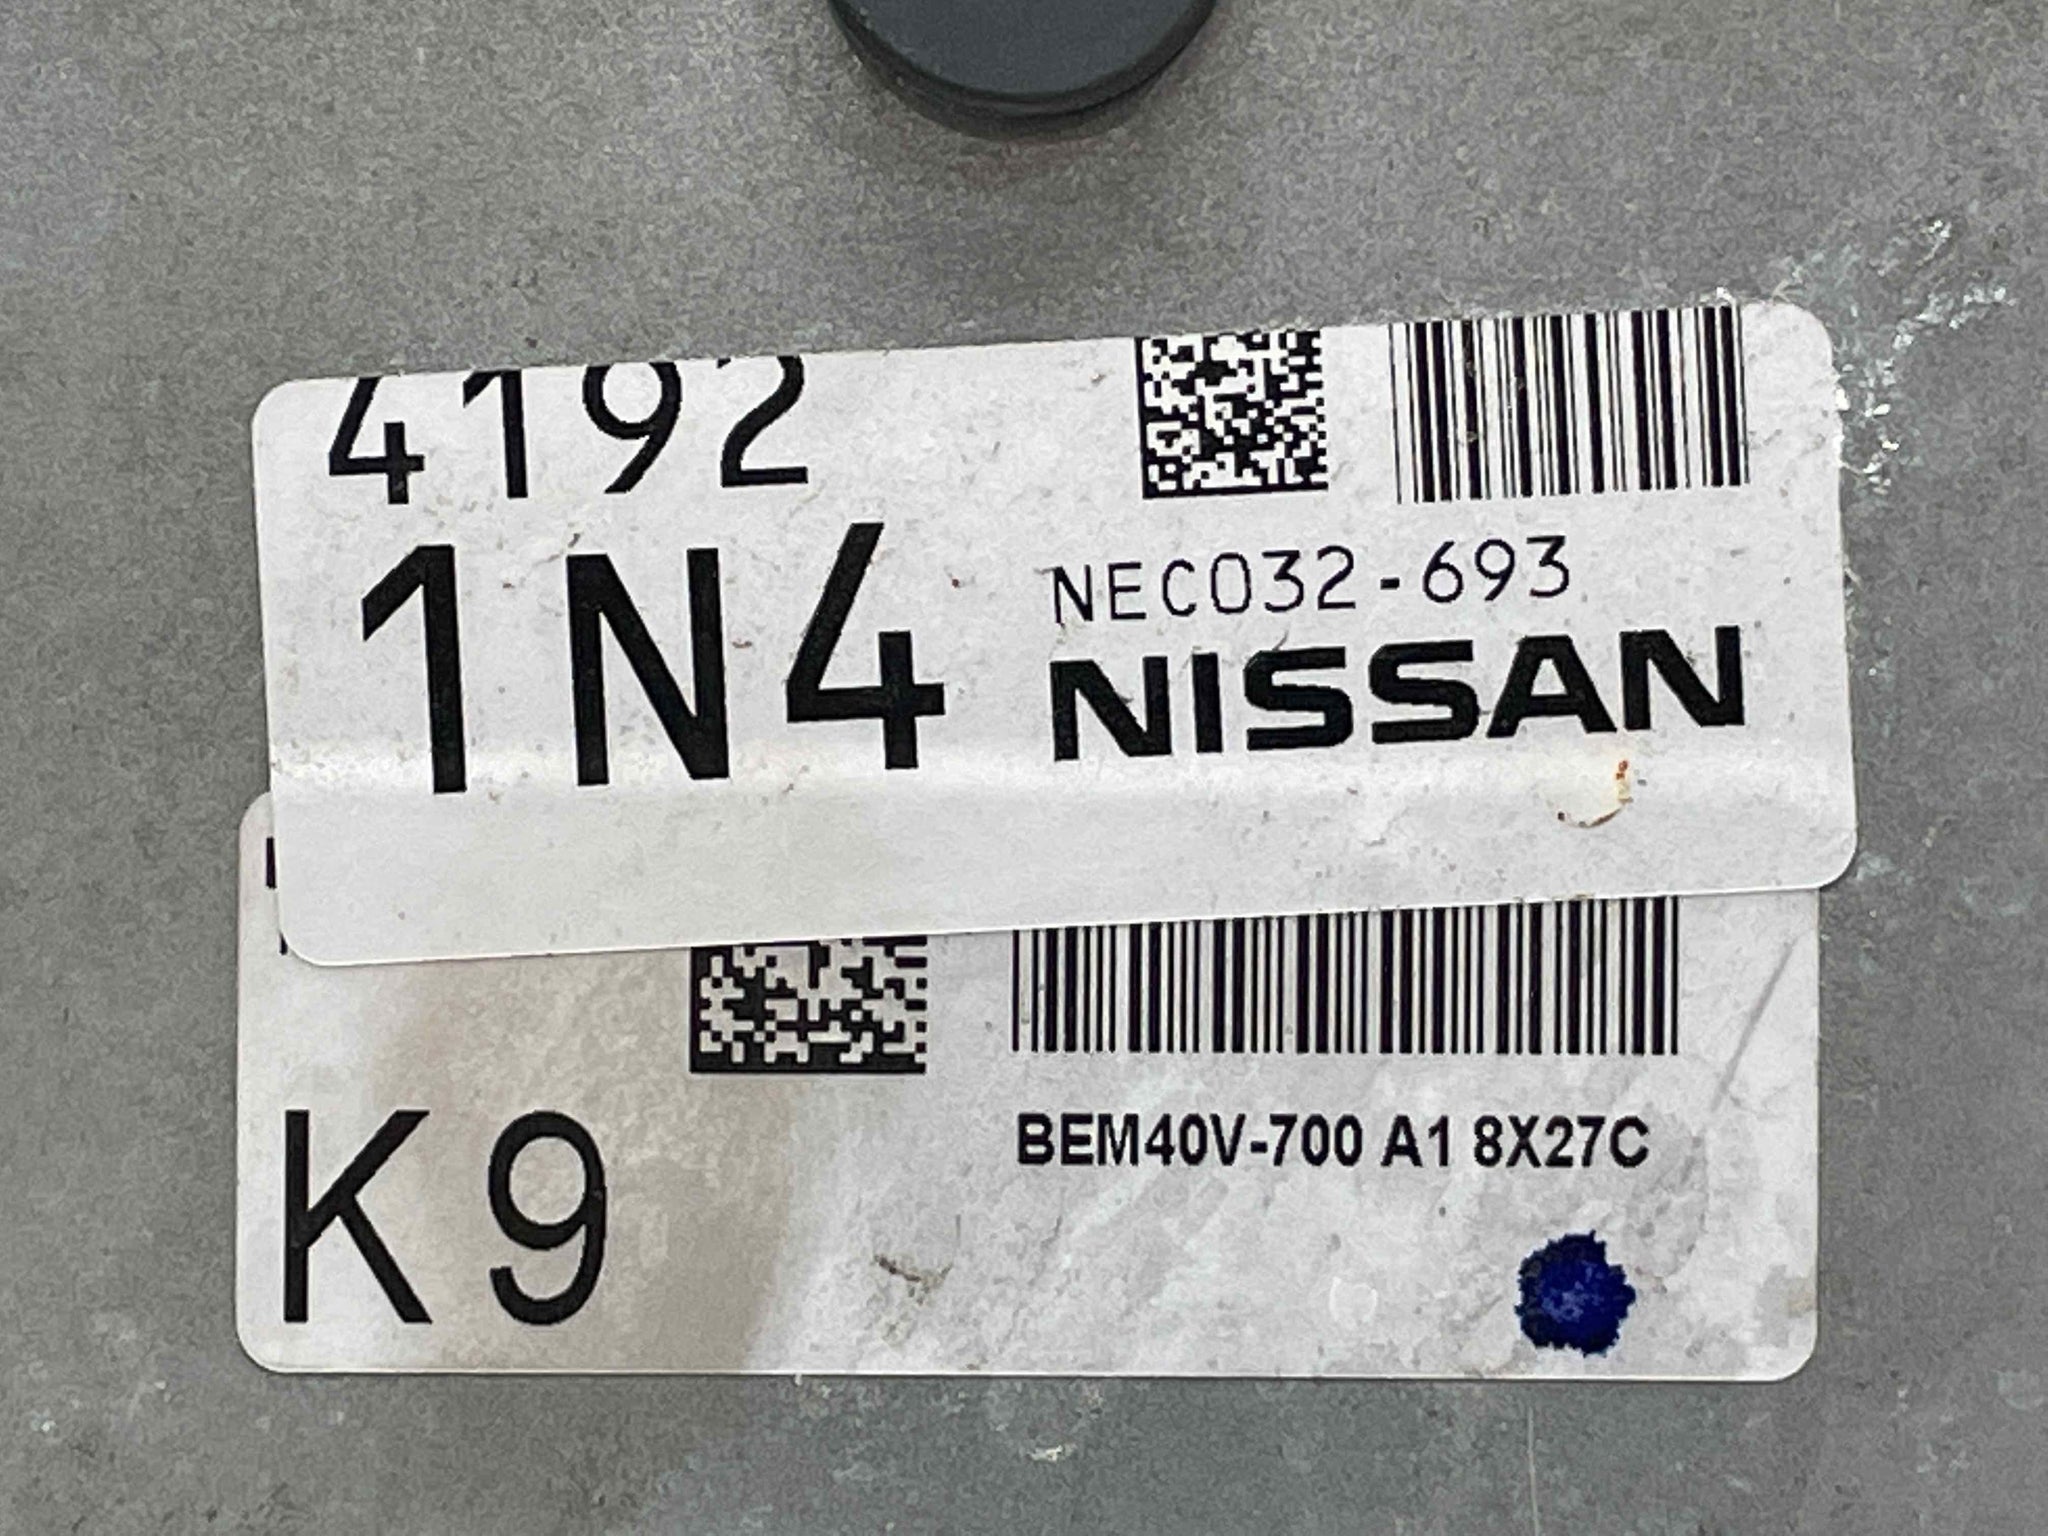 4192
1N4
NEC032-693
NISSAN
BEM40V-700 A1 8X27C
K9